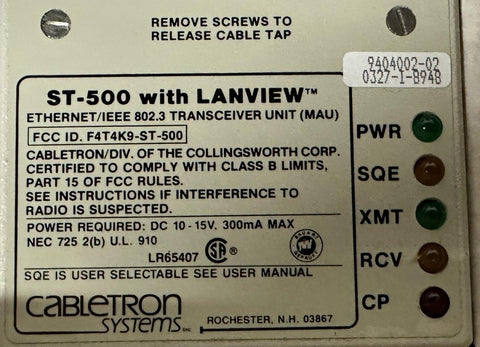 REMOVE SCREWS TO
RELEASE CABLE TAP
9404002-02
0327-I-B948
ST-500 with LANVIEW™
ETHERNET/IEEE 802.3 TRANSCEIVER UNIT (MAU)
FCC ID. F4T4K9-ST-500
CABLETRON/DIV. OF THE COLLINGSWORTH CORP.
CERTIFIED TO COMPLY WITH CLASS B LIMITS,
PART 15 OF FCC RULES.
SEE INSTRUCTIONS IF INTERFERENCE TO
RADIO IS SUSPECTED.
POWER REQUIRED: DC 10-15V, 300mA MAX
NEC 725 2(b) U.L. 910
LR65407
SQE IS USER SELECTABLE SEE USER MANUAL
CABLETRON
SYSTEMS
ROCHESTER, N.H. 03867
PWR
SQE
XMT
RCV
CP